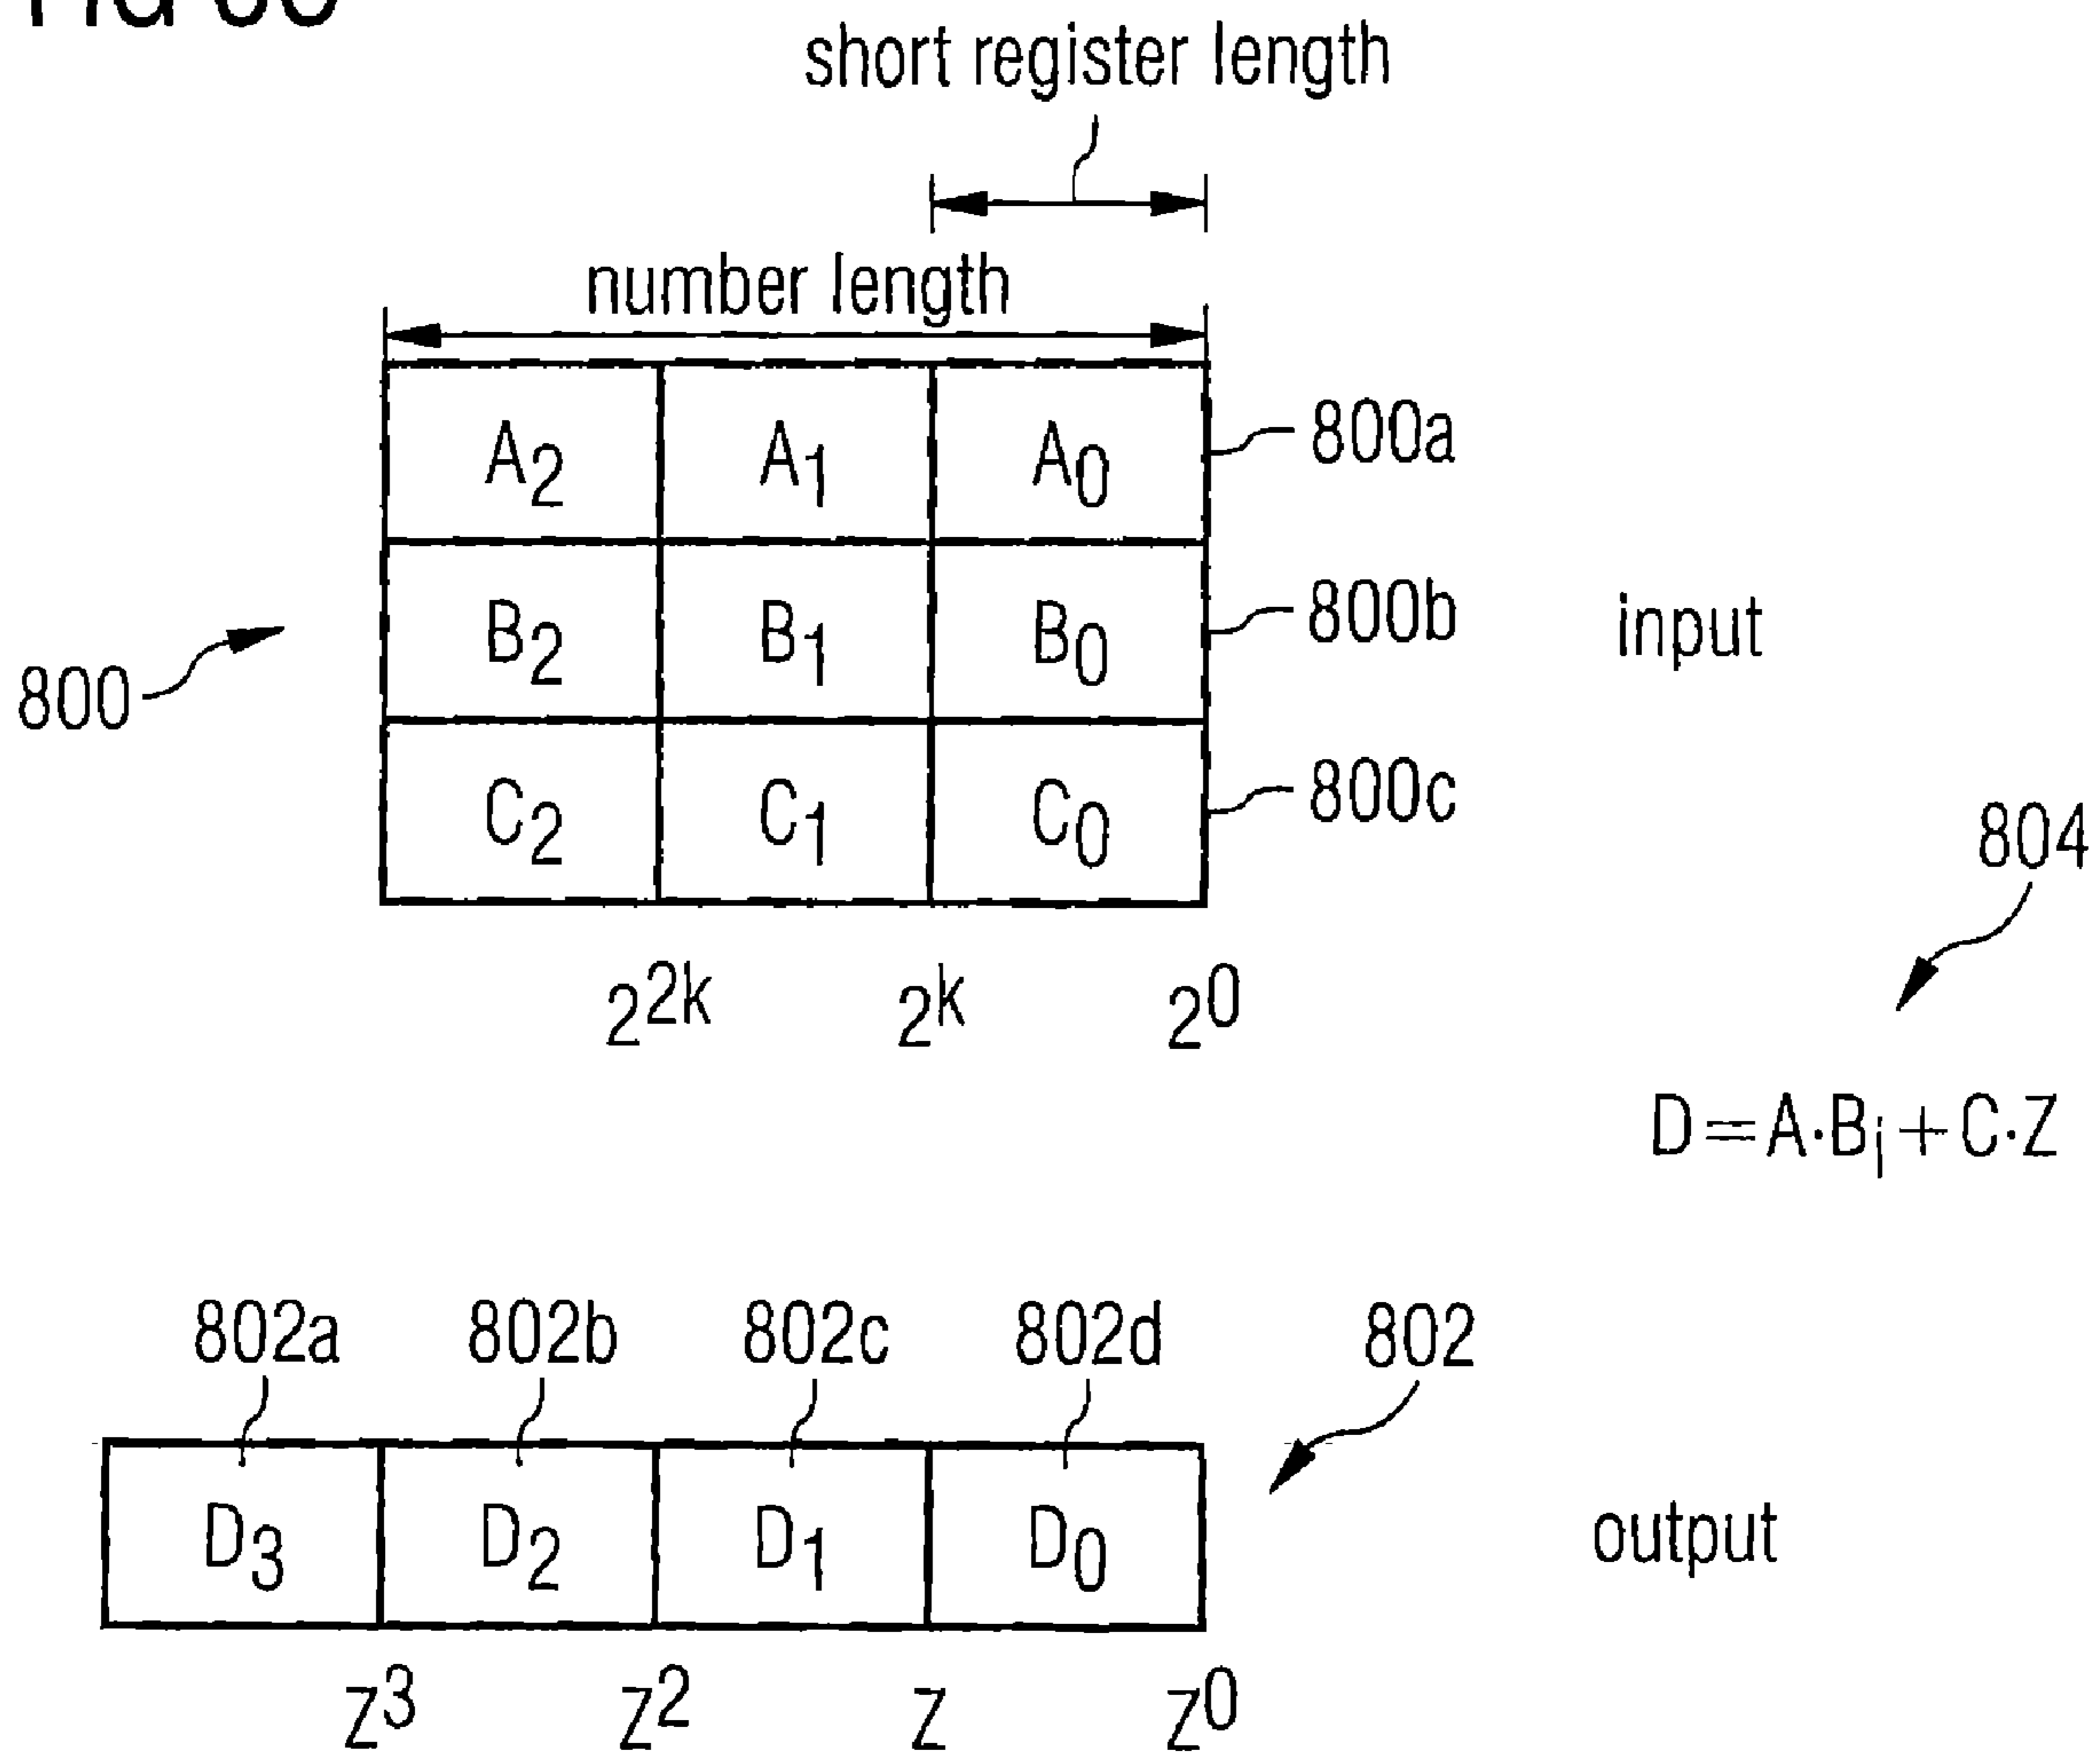 short register length
number length
A2 A1 A0 800a
B2 B1 B0 800b input
800
C2 C1 C0 800c
804
2^2k 2^k 2^0
D=A·Bi+C·Z
802a 802b 802c 802d 802
D3 D2 D1 D0 output
Z^3 Z^2 Z Z^0